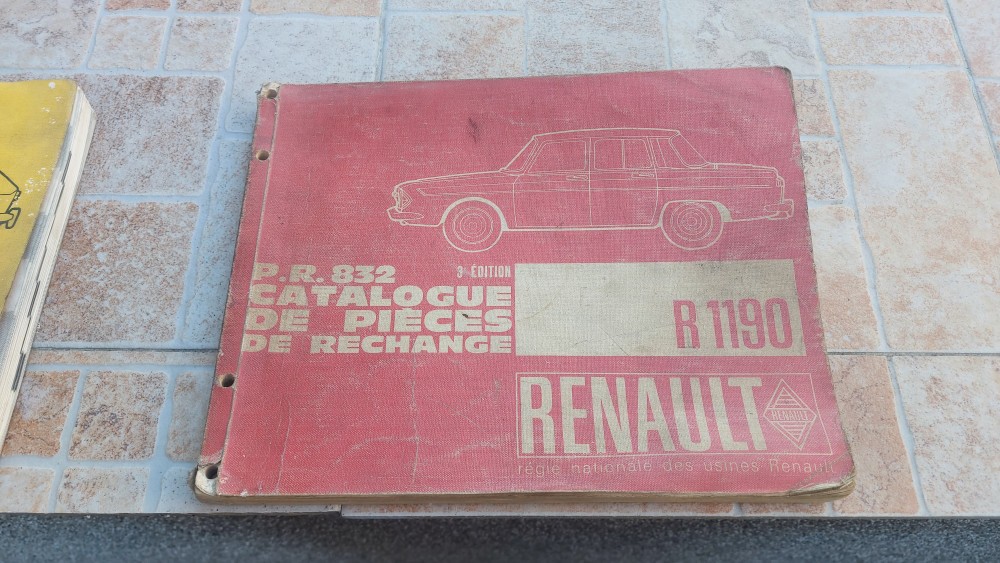 P.R. 832 3e ÉDITION
CATALOGUE
DE PIÈCES
DE RECHANGE
R 1190
RENAULT
RENAULT
régie nationale des usines Renault